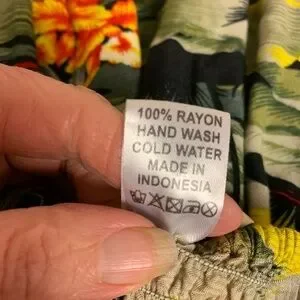 100% RAYON
HAND WASH
COLD WATER
MADE IN
INDONESIA